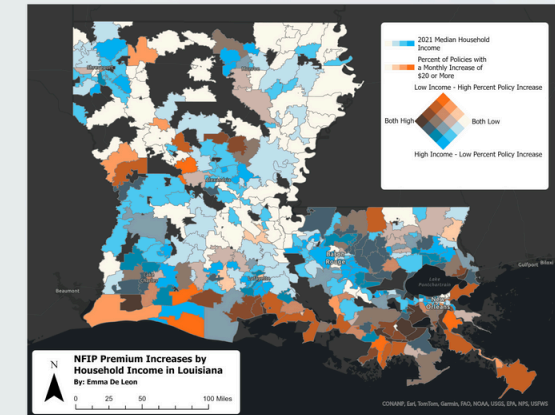 2021 Median Household
Income
Percent of Policies with
a Monthly Increase of
$20 or More
Low Income - High Percent Policy Increase
Both High
Both Low
High Income - Low Percent Policy Increase
Baton
Rouge
Lake
Pontchartrain
New
Orleans
Beaumont
Gulfport
Biloxi
N
NFIP Premium Increases by
Household Income in Louisiana
By: Emma De Leon
0 25 50 100 Miles
CONANP, Esri, TomTom, Garmin, FAO, NOAA, USGS, EPA, NPS, USFWS